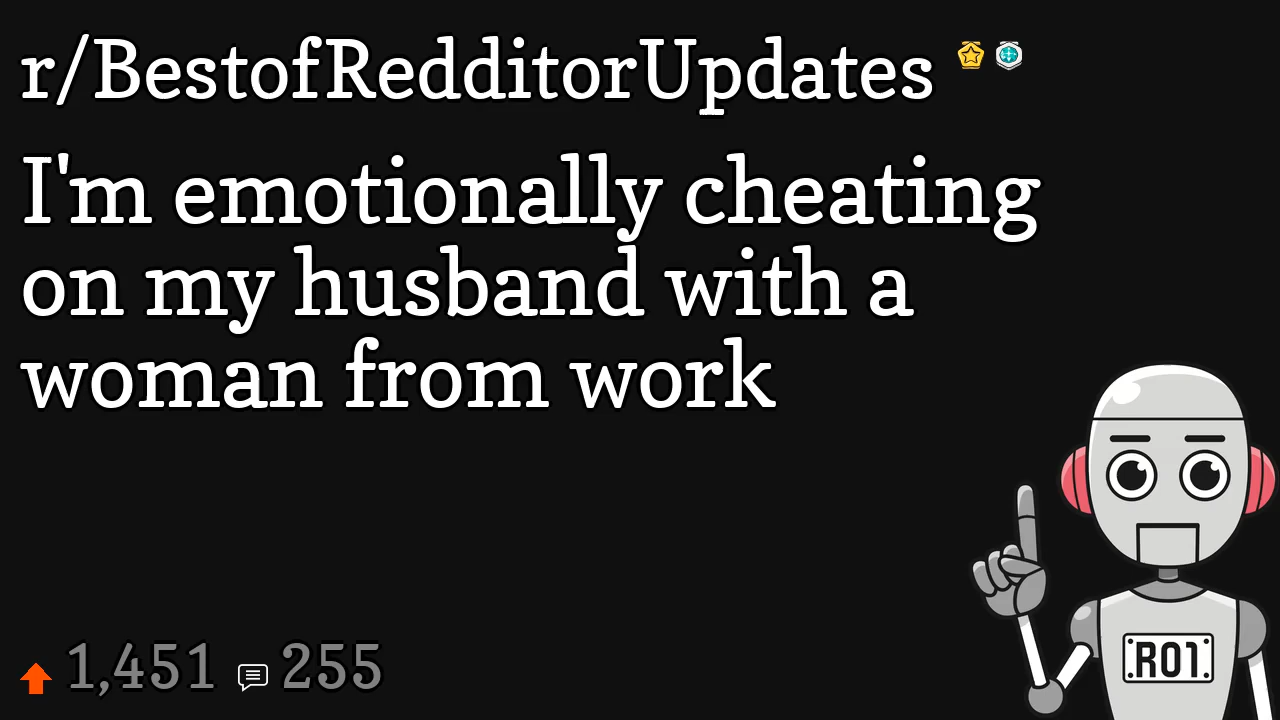 r/BestofRedditorUpdates
I'm emotionally cheating
on my husband with a
woman from work
1,451 255
R01